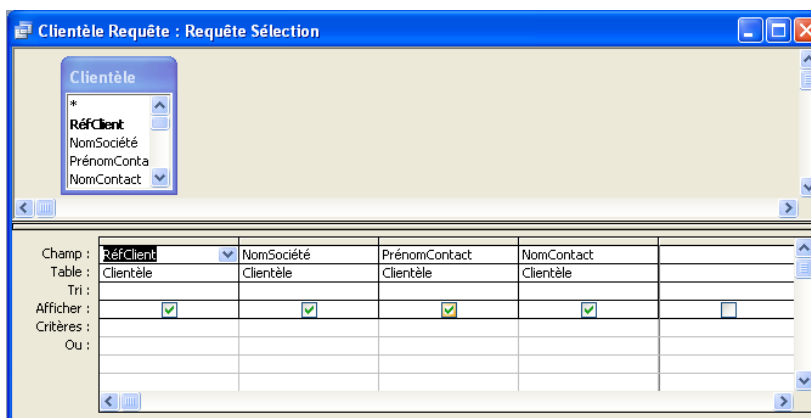 Clientèle Requête : Requête Sélection
Clientèle
*
RéfClient
NomSociété
PrénomConta
NomContact
Champ : RéfClient NomSociété PrénomContact NomContact
Table : Clientèle Clientèle Clientèle Clientèle
Tri :
Afficher :
Critères :
Ou :